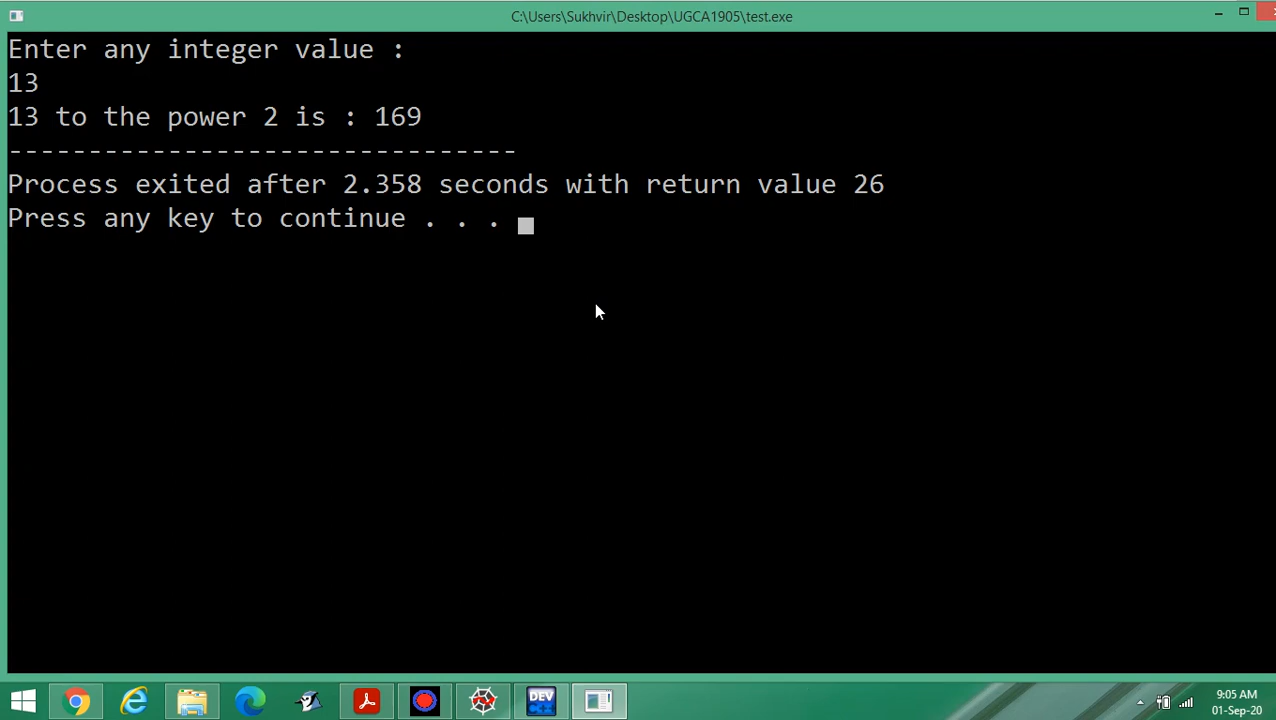 C:\Users\Sukhvir\Desktop\UGCA1905\test.exe
Enter any integer value :
13
13 to the power 2 is : 169
--------------------------------
Process exited after 2.358 seconds with return value 26
Press any key to continue . . .
DEV
C++
9:05 AM
01-Sep-20